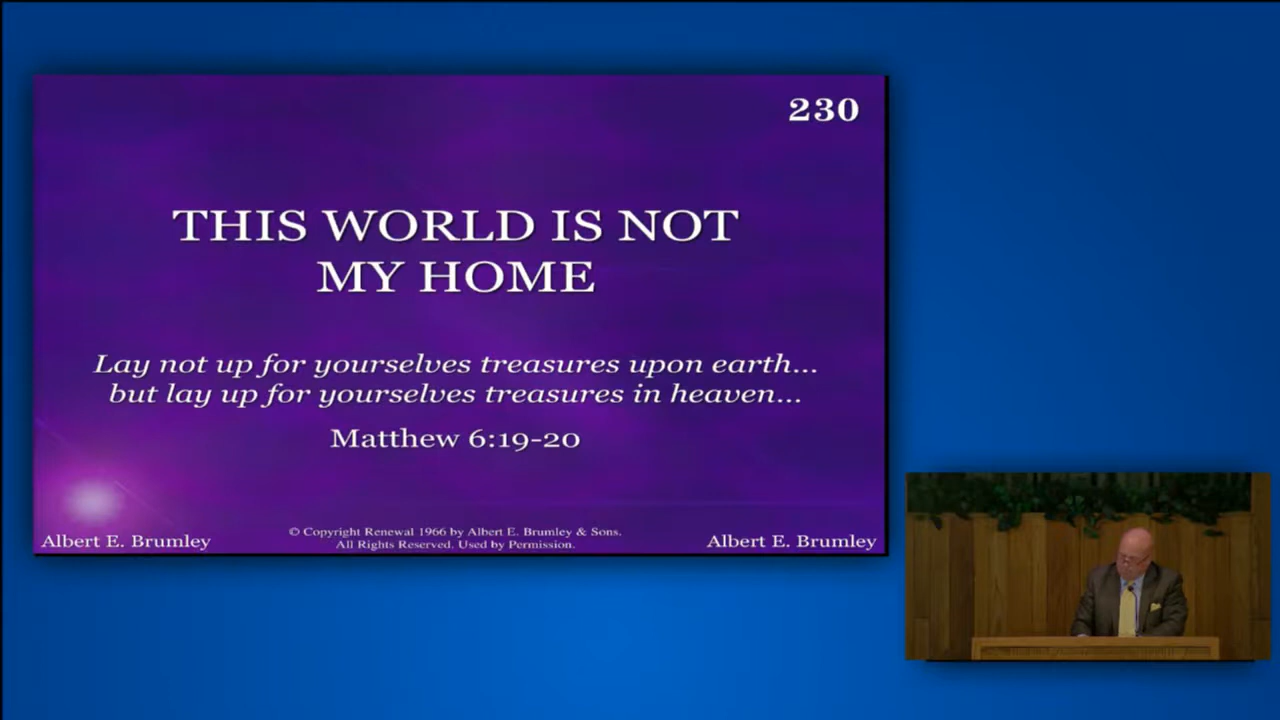 230
THIS WORLD IS NOT
MY HOME
Lay not up for yourselves treasures upon earth...
but lay up for yourselves treasures in heaven...
Matthew 6:19-20
Albert E. Brumley
© Copyright Renewal 1966 by Albert E. Brumley & Sons.
All Rights Reserved. Used by Permission.
Albert E. Brumley